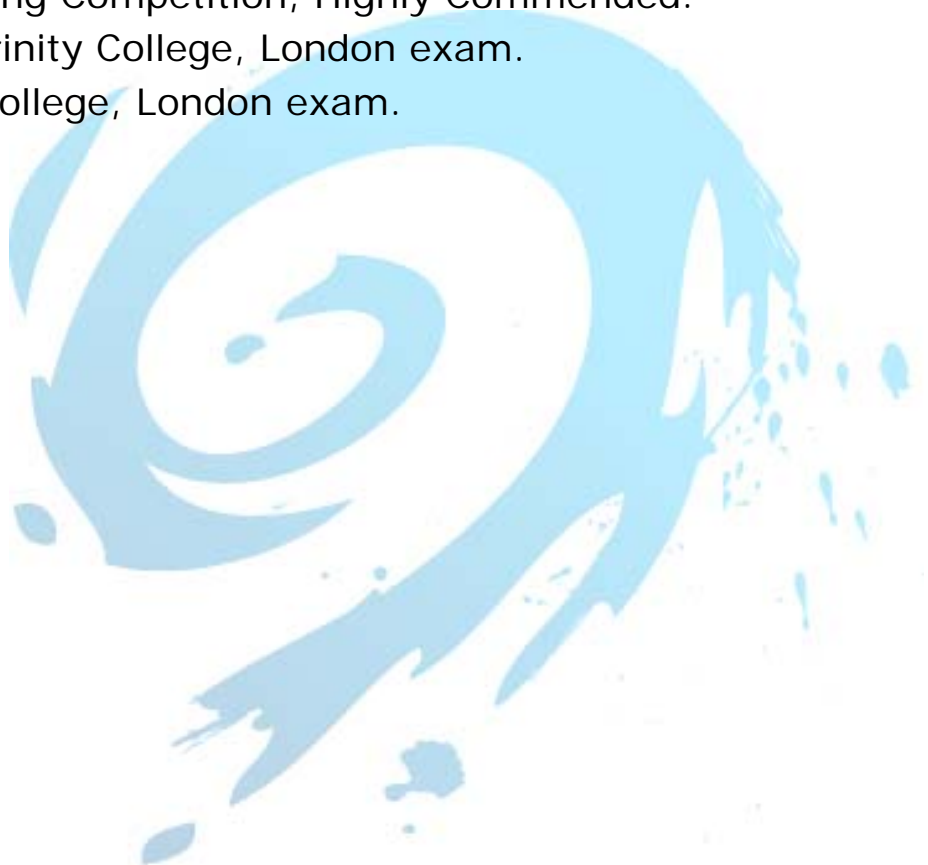 ng Competition, Highly Commended.
rinity College, London exam.
ollege, London exam.